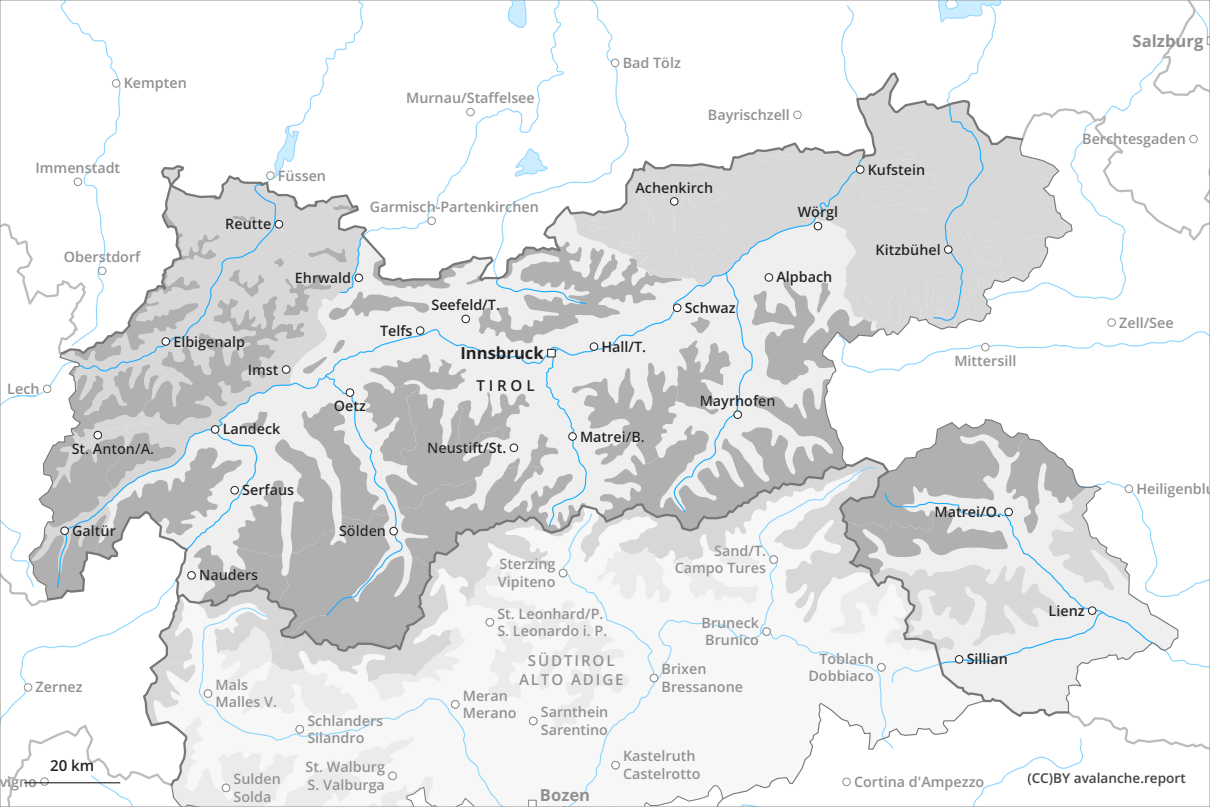 Salzburg
Bad Tölz
Kempten
Murnau/Staffelsee
Bayrischzell
Berchtesgaden
Immenstadt
Füssen
Kufstein
Achenkirch
Garmisch-Partenkirchen
Wörgl
Reutte
Kitzbühel
Oberstdorf
Ehrwald
Alpbach
Seefeld/T.
Schwaz
Telfs
Zell/See
Elbigenalp
Innsbruck
Hall/T.
Mittersill
Imst
TIROL
Lech
Oetz
Mayrhofen
Landeck
Matrei/B.
St. Anton/A.
Neustift/St.
Serfaus
Heiligenblu
Matrei/O.
Galtür
Sölden
Sand/T.
Campo Tures
Sterzing
Vipiteno
Nauders
Lienz
St. Leonhard/P.
S. Leonardo i. P.
Bruneck
Brunico
SÜDTIROL
ALTO ADIGE
Toblach
Dobbiaco
Sillian
Brixen
Bressanone
Zernez
Mals
Malles V.
Meran
Merano
Sarnthein
Sarentino
Schlanders
Silandro
Kastelruth
Castelrotto
20 km
St. Walburg
S. Valburga
vigno
Sulden
Solda
Cortina d'Ampezzo
(CC)BY avalanche.report
Bozen